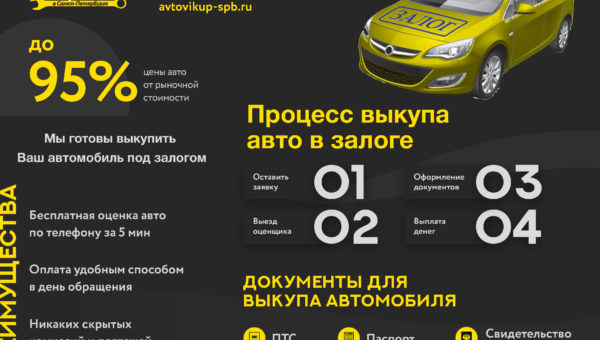 в Санкт-Петербурге
avtovikup-spb.ru
ЗАЛОГ
до
95%
цены авто
от рыночной
стоимости
Мы готовы выкупить
Ваш автомобиль под залогом
Процесс выкупа
авто в залоге
Оставить
заявку
01
Оформление
документов
03
Выезд
оценщика
02
Выплата
денег
04
Бесплатная оценка авто
по телефону за 5 мин
Оплата удобным способом
в день обращения
Никаких скрытых
ИМУЩЕСТВА
ДОКУМЕНТЫ ДЛЯ
ВЫКУПА АВТОМОБИЛЯ
ПТС
Паспорт
Свидетельство